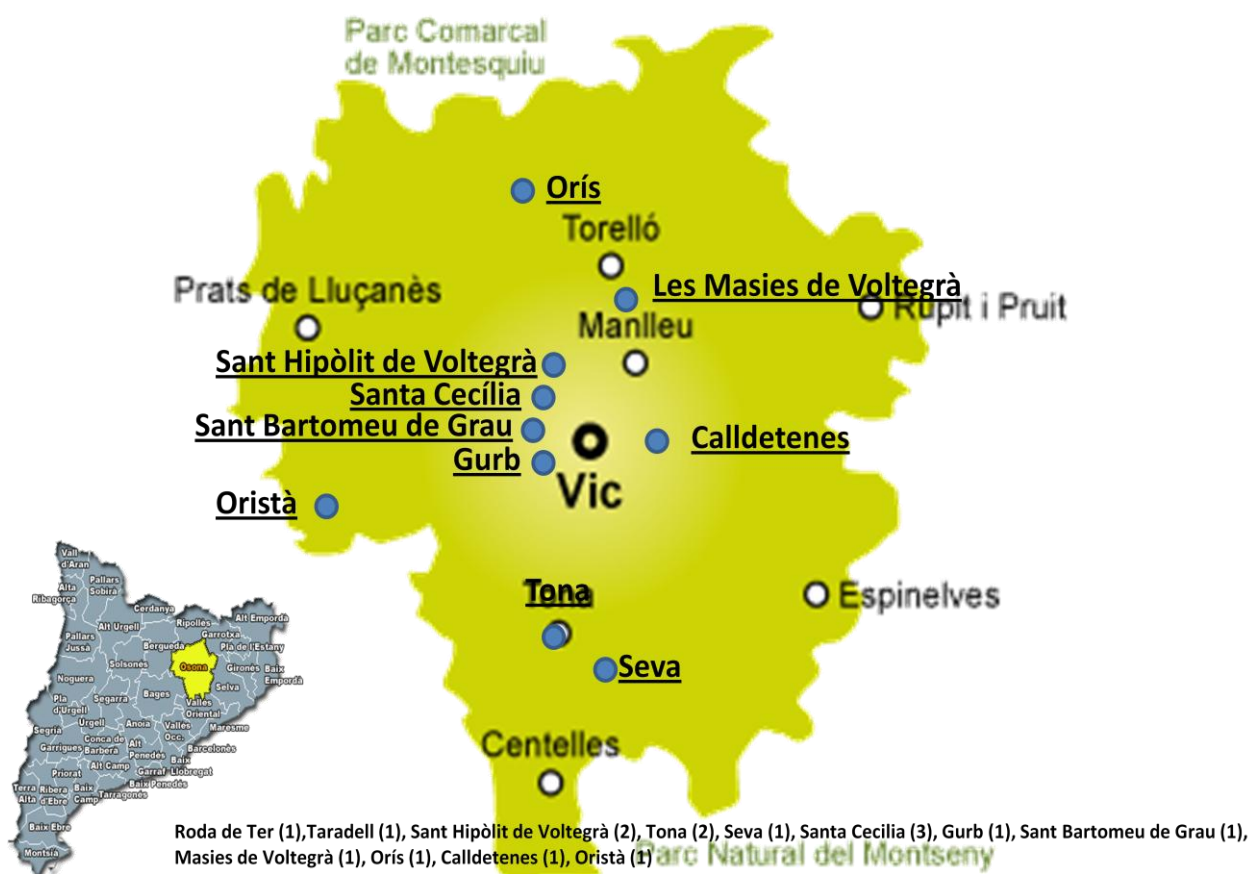 Parc Comarcal
de Montesquiu
Orís
Torelló
Prats de Lluçanès
Les Masies de Voltegrà
Rupit i Pruit
Manlleu
Sant Hipòlit de Voltegrà
Santa Cecília
Sant Bartomeu de Grau
Calldetenes
Gurb
Vic
Oristà
Tona
Espinelves
Seva
Centelles
Vall
d'Aran
Alta
Ribagorça
Pallars
Sobirà
Cerdanya
Alt Urgell
Ripolles
Alt Emporda
Garrotxa
Pallars
Jussa
Berguedà
Pla de l'Estany
Solsonès
Osona
Gironès
Baix
Emporda
Noguera
Bages
Selva
Segarra
Vallès
Oriental
Pla
d'Urgell
Urgell
Anoia
Vallès
Occ.
Maresme
Segrià
Conca de
Barberà
Alt
Penedès
Barcelonès
Garrigues
Alt Camp
Baix
Llobregat
Garraf
Priorat
Baix Penedès
Terra
Alta
Ribera
d'Ebre
Baix
Camp
Tarragonès
Baix Ebre
Montsià
Roda de Ter (1),Taradell (1), Sant Hipòlit de Voltegrà (2), Tona (2), Seva (1), Santa Cecilia (3), Gurb (1), Sant Bartomeu de Grau (1),
Masies de Voltegrà (1), Orís (1), Calldetenes (1), Oristà (1)
Parc Natural del Montseny